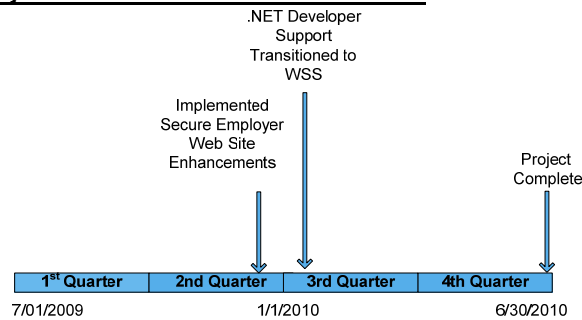 .NET Developer
Support
Transitioned to
WSS
Implemented
Secure Employer
Web Site
Enhancements
Project
Complete
1st Quarter 2nd Quarter 3rd Quarter 4th Quarter
7/01/2009 1/1/2010 6/30/2010